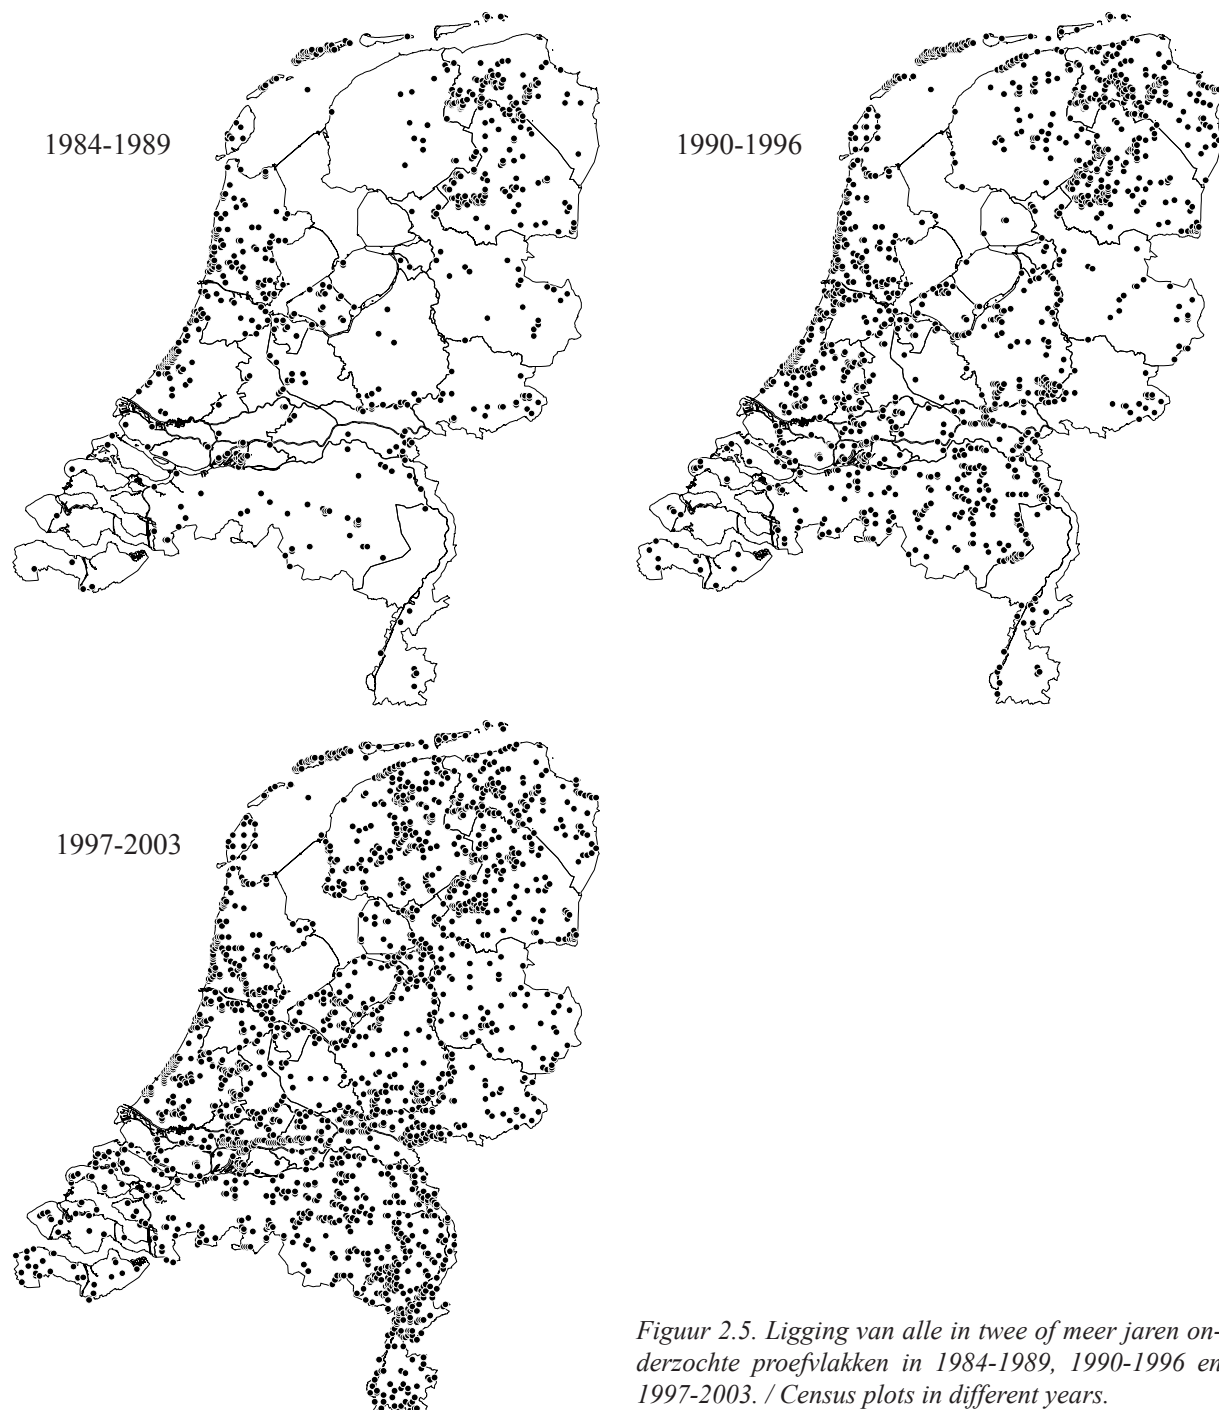 1984-1989
1990-1996
1997-2003
Figuur 2.5. Ligging van alle in twee of meer jaren on-
derzochte proefvlakken in 1984-1989, 1990-1996 en
1997-2003. / Census plots in different years.